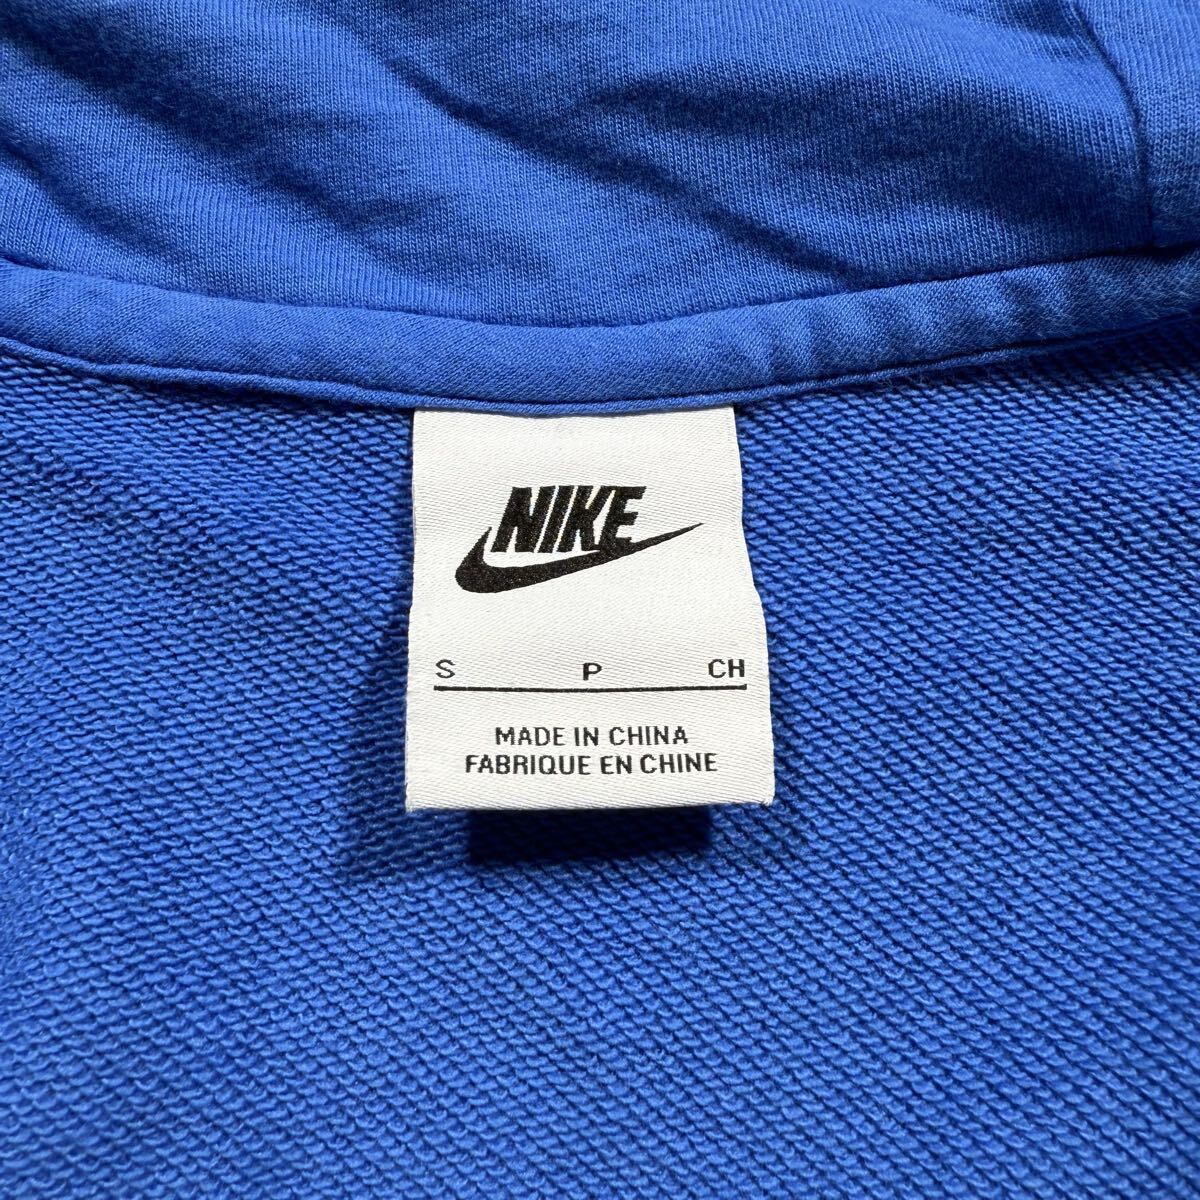 NIKE
S P CH
MADE IN CHINA
FABRIQUE EN CHINE